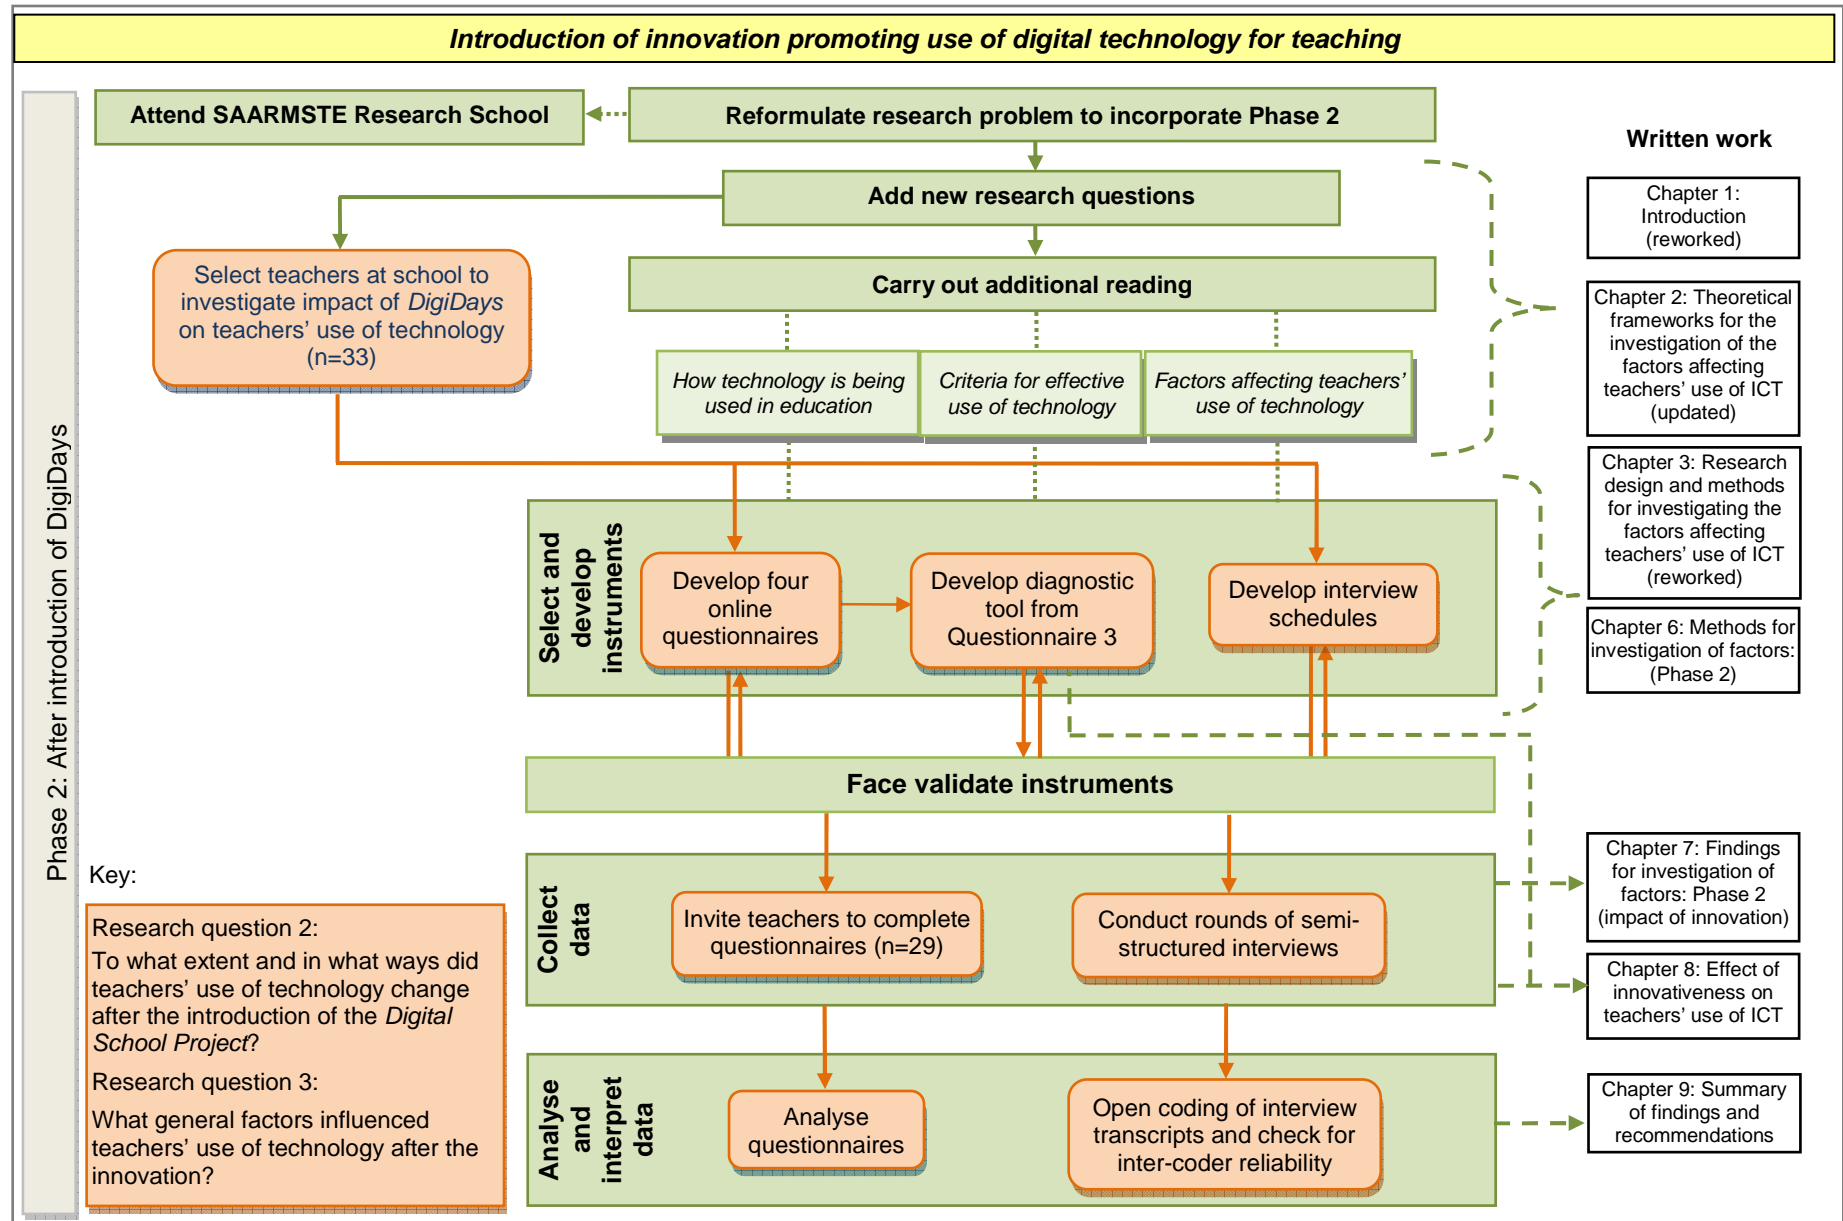 Introduction of innovation promoting use of digital technology for teaching
Phase 2: After introduction of DigiDays
Attend SAARMSTE Research School
Reformulate research problem to incorporate Phase 2
Add new research questions
Select teachers at school to
investigate impact of DigiDays
on teachers’ use of technology
(n=33)
Carry out additional reading
How technology is being
used in education
Criteria for effective
use of technology
Factors affecting teachers’
use of technology
Select and
develop
instruments
Develop four
online
questionnaires
Develop diagnostic
tool from
Questionnaire 3
Develop interview
schedules
Face validate instruments
Collect
data
Invite teachers to complete
questionnaires (n=29)
Conduct rounds of semi-
structured interviews
Analyse
and
interpret
data
Analyse
questionnaires
Open coding of interview
transcripts and check for
inter-coder reliability
Key:
Research question 2:
To what extent and in what ways did
teachers’ use of technology change
after the introduction of the Digital
School Project?
Research question 3:
What general factors influenced
teachers’ use of technology after the
innovation?
Written work
Chapter 1:
Introduction
(reworked)
Chapter 2: Theoretical
frameworks for the
investigation of the
factors affecting
teachers’ use of ICT
(updated)
Chapter 3: Research
design and methods
for investigating the
factors affecting
teachers’ use of ICT
(reworked)
Chapter 6: Methods for
investigation of factors:
(Phase 2)
Chapter 7: Findings
for investigation of
factors: Phase 2
(impact of innovation)
Chapter 8: Effect of
innovativeness on
teachers’ use of ICT
Chapter 9: Summary
of findings and
recommendations